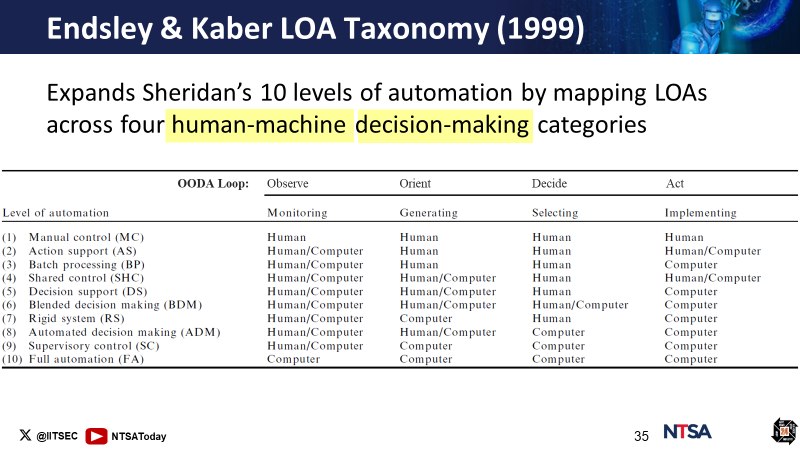 Endsley & Kaber LOA Taxonomy (1999)
Expands Sheridan’s 10 levels of automation by mapping LOAs
across four human-machine decision-making categories
OODA Loop: Observe Orient Decide Act
Level of automation Monitoring Generating Selecting Implementing
(1) Manual control (MC) Human Human Human Human
(2) Action support (AS) Human/Computer Human Human Human/Computer
(3) Batch processing (BP) Human/Computer Human Human Computer
(4) Shared control (SHC) Human/Computer Human/Computer Human Human/Computer
(5) Decision support (DS) Human/Computer Human/Computer Human Computer
(6) Blended decision making (BDM) Human/Computer Human/Computer Human/Computer Computer
(7) Rigid system (RS) Human/Computer Computer Human Computer
(8) Automated decision making (ADM) Human/Computer Human/Computer Computer Computer
(9) Supervisory control (SC) Human/Computer Computer Computer Computer
(10) Full automation (FA) Computer Computer Computer Computer
@IITSEC NTSAToday 35 NTSA